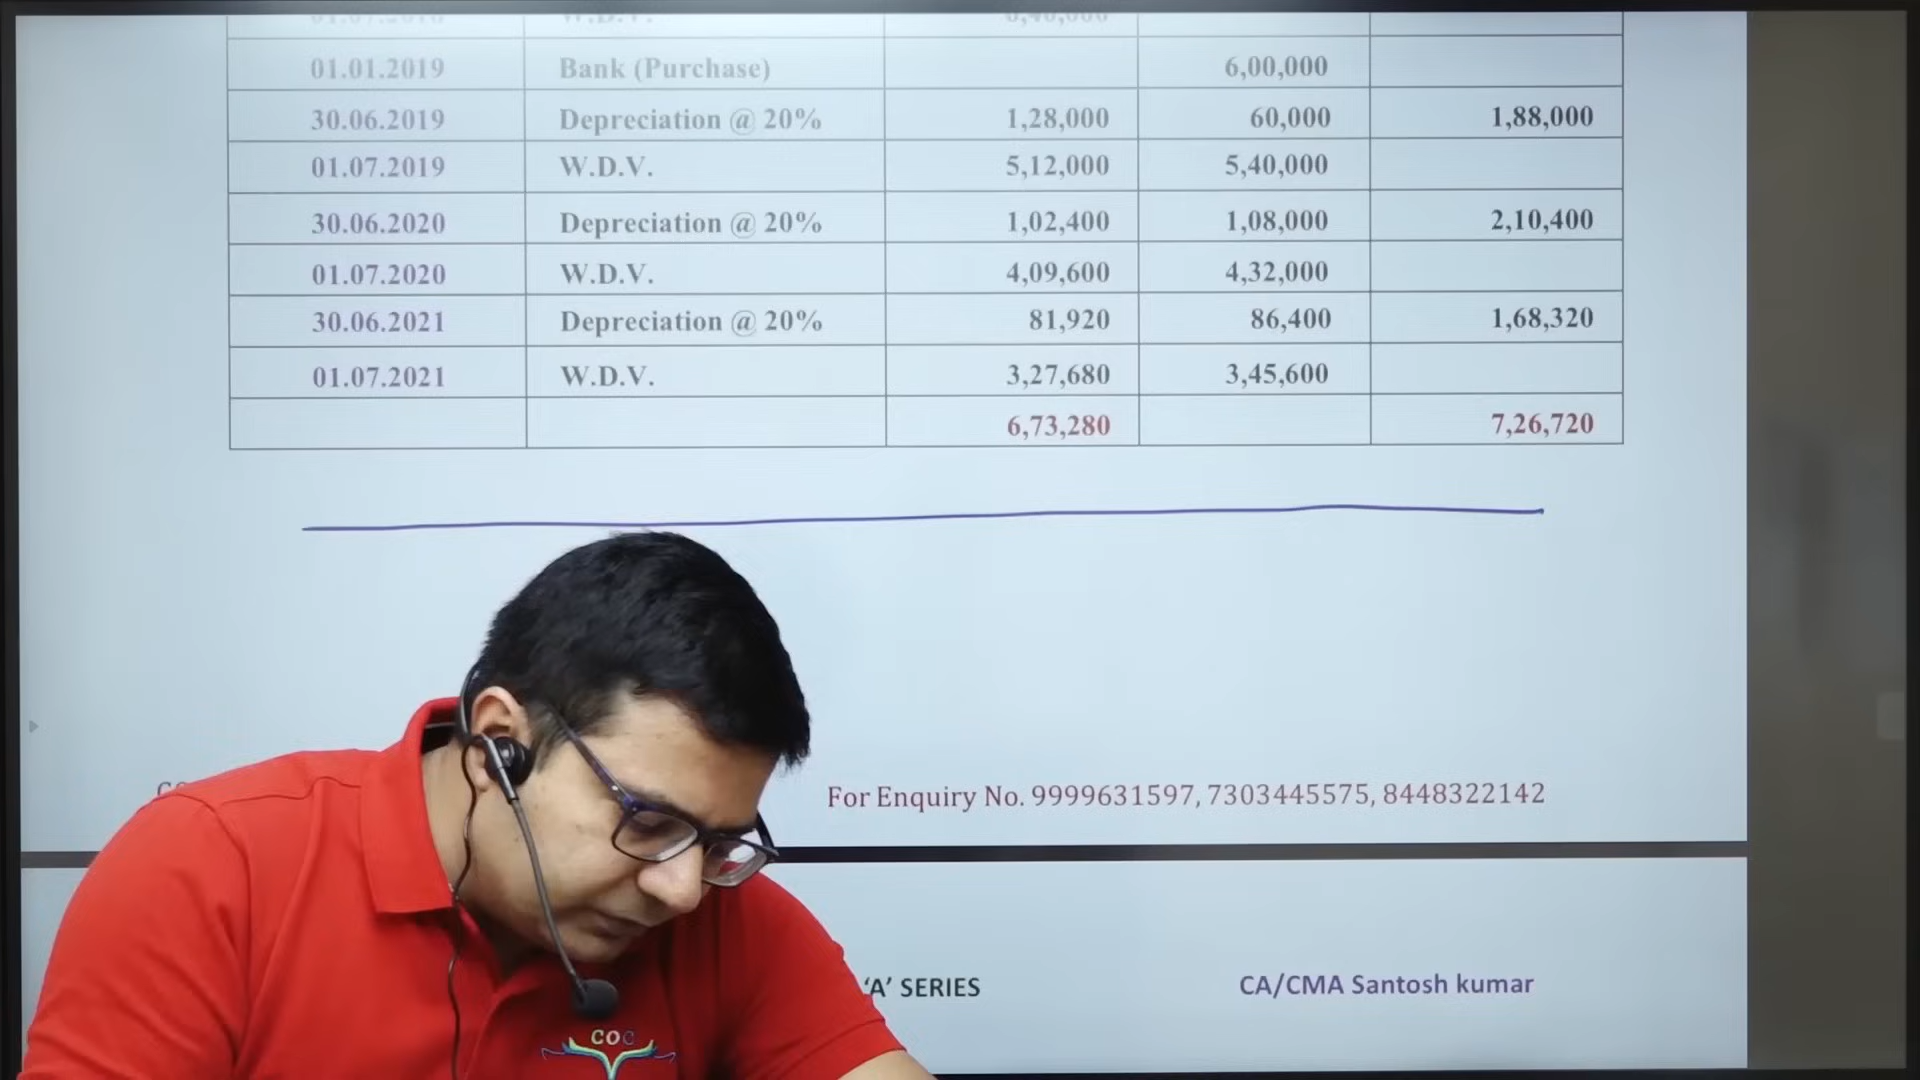 01.01.2019 Bank (Purchase) 6,00,000
30.06.2019 Depreciation @ 20% 1,28,000 60,000 1,88,000
01.07.2019 W.D.V. 5,12,000 5,40,000
30.06.2020 Depreciation @ 20% 1,02,400 1,08,000 2,10,400
01.07.2020 W.D.V. 4,09,600 4,32,000
30.06.2021 Depreciation @ 20% 81,920 86,400 1,68,320
01.07.2021 W.D.V. 3,27,680 3,45,600
6,73,280 7,26,720
For Enquiry No. 9999631597, 7303445575, 8448322142
‘A’ SERIES CA/CMA Santosh kumar
COC